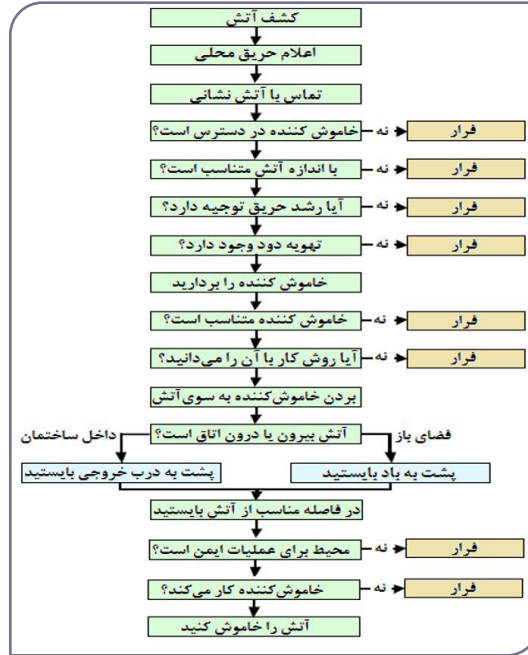 کشف آتش
اعلام حریق محلی
تماس با آتش نشانی
خاموش کننده در دسترس است؟
نه
فرار
با اندازه آتش متناسب است؟
نه
فرار
آیا رشد حریق توجیه دارد؟
نه
فرار
تهویه دود وجود دارد؟
نه
فرار
خاموش کننده را بردارید
خاموش کننده متناسب است؟
نه
فرار
آیا روش کار با آن را می‌دانید؟
نه
فرار
بردن خاموش‌کننده به سوی آتش
آتش بیرون یا درون اتاق است؟
فضای باز
داخل ساختمان
پشت به باد بایستید
پشت به درب خروجی بایستید
در فاصله مناسب از آتش بایستید
محیط برای عملیات ایمن است؟
نه
فرار
خاموش‌کننده کار می‌کند؟
نه
فرار
آتش را خاموش کنید